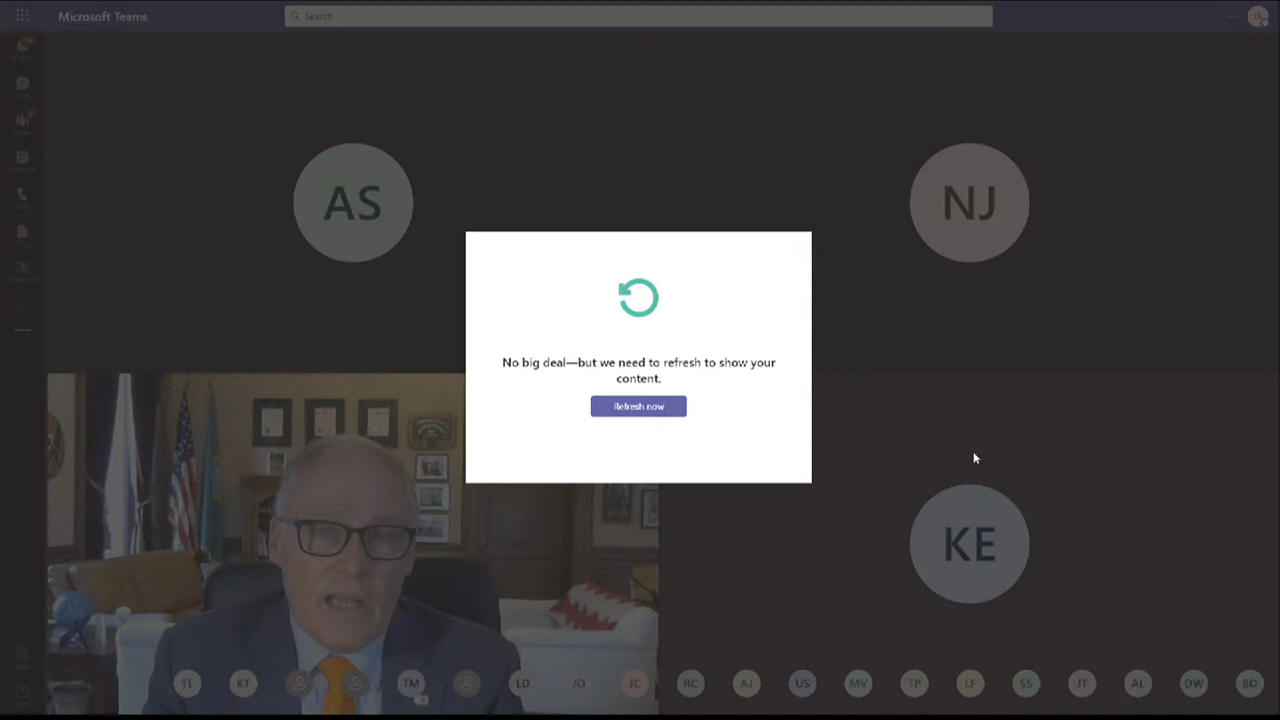 Microsoft Teams
Search
AS
NJ
No big deal—but we need to refresh to show your
content.
Refresh now
KE
TL KT TM LD JO JC RC AJ US MV TP LF SS JT AL DW BD